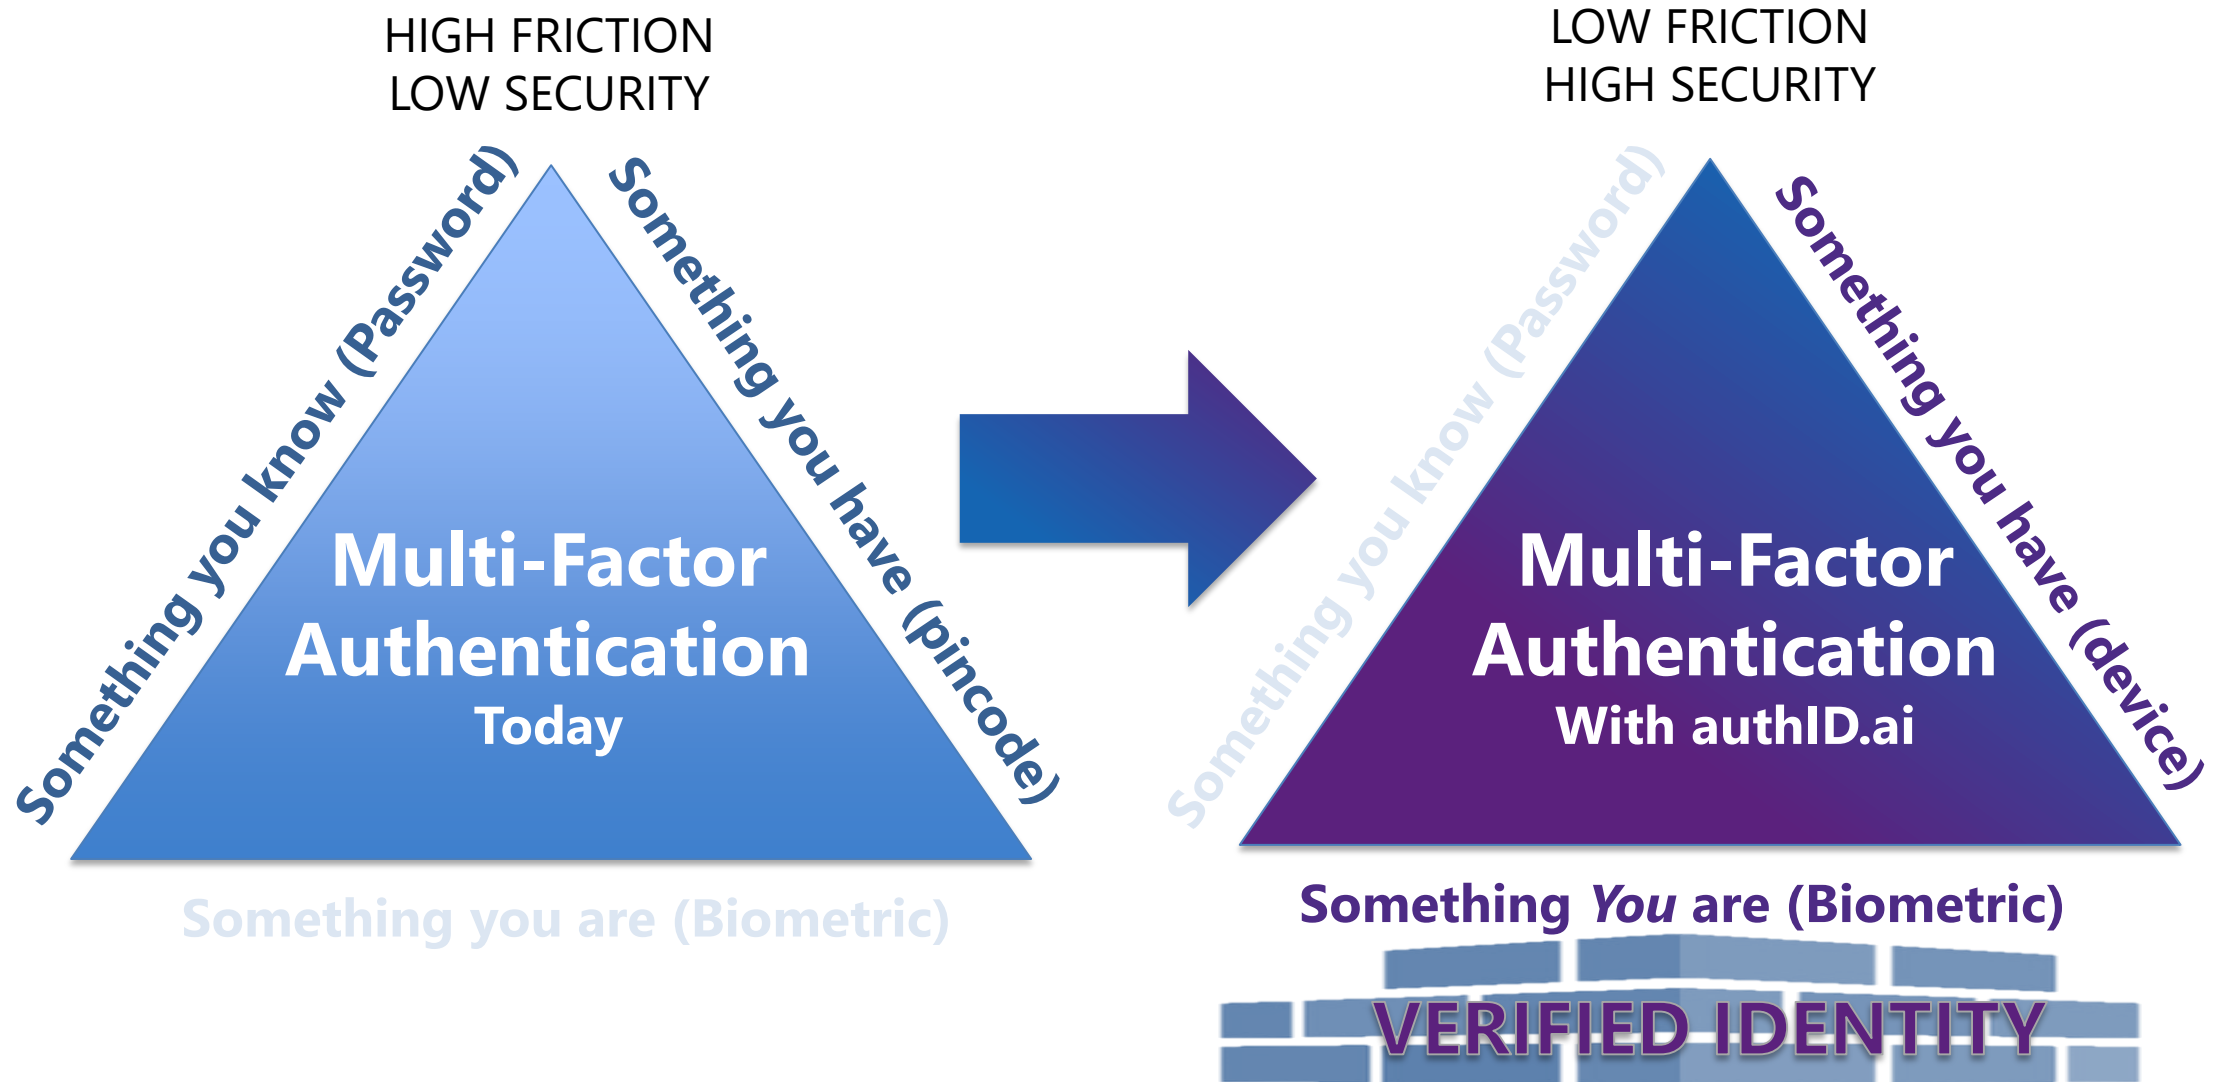 HIGH FRICTION
LOW SECURITY
Something you know (Password)
Something you have (pincode)
Multi-Factor
Authentication
Today
Something you are (Biometric)
LOW FRICTION
HIGH SECURITY
Something you know (Password)
Something you have (device)
Multi-Factor
Authentication
With authID.ai
Something You are (Biometric)
VERIFIED IDENTITY